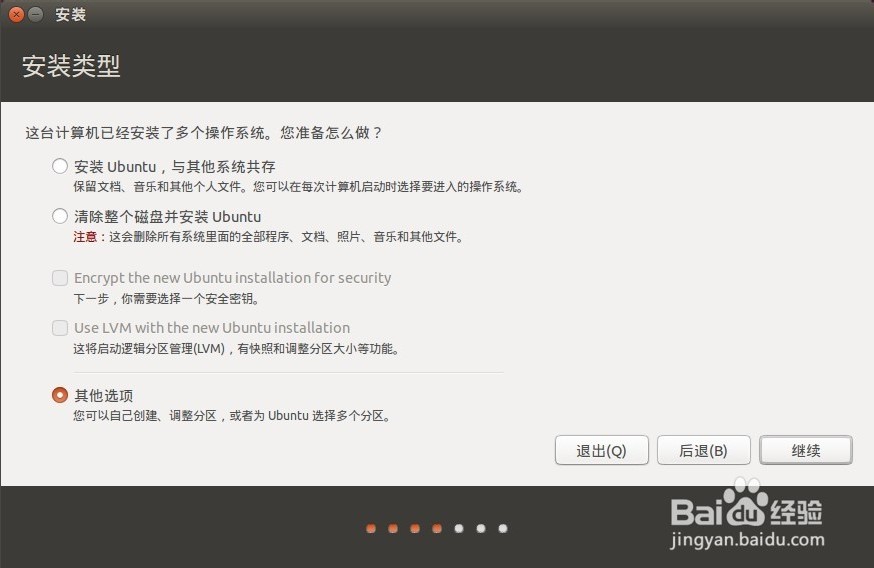 安装
安装类型
这台计算机已经安装了多个操作系统。您准备怎么做？
安装 Ubuntu，与其他系统共存
保留文档、音乐和其他个人文件。您可以在每次计算机启动时选择要进入的操作系统。
清除整个磁盘并安装 Ubuntu
注意：这会删除所有系统里面的全部程序、文档、照片、音乐和其他文件。
Encrypt the new Ubuntu installation for security
下一步，你需要选择一个安全密钥。
Use LVM with the new Ubuntu installation
这将启动逻辑分区管理(LVM)，有快照和调整分区大小等功能。
其他选项
您可以自己创建、调整分区，或者为 Ubuntu 选择多个分区。
退出(Q) 后退(B) 继续
Bai du 经验
jingyan.baidu.com